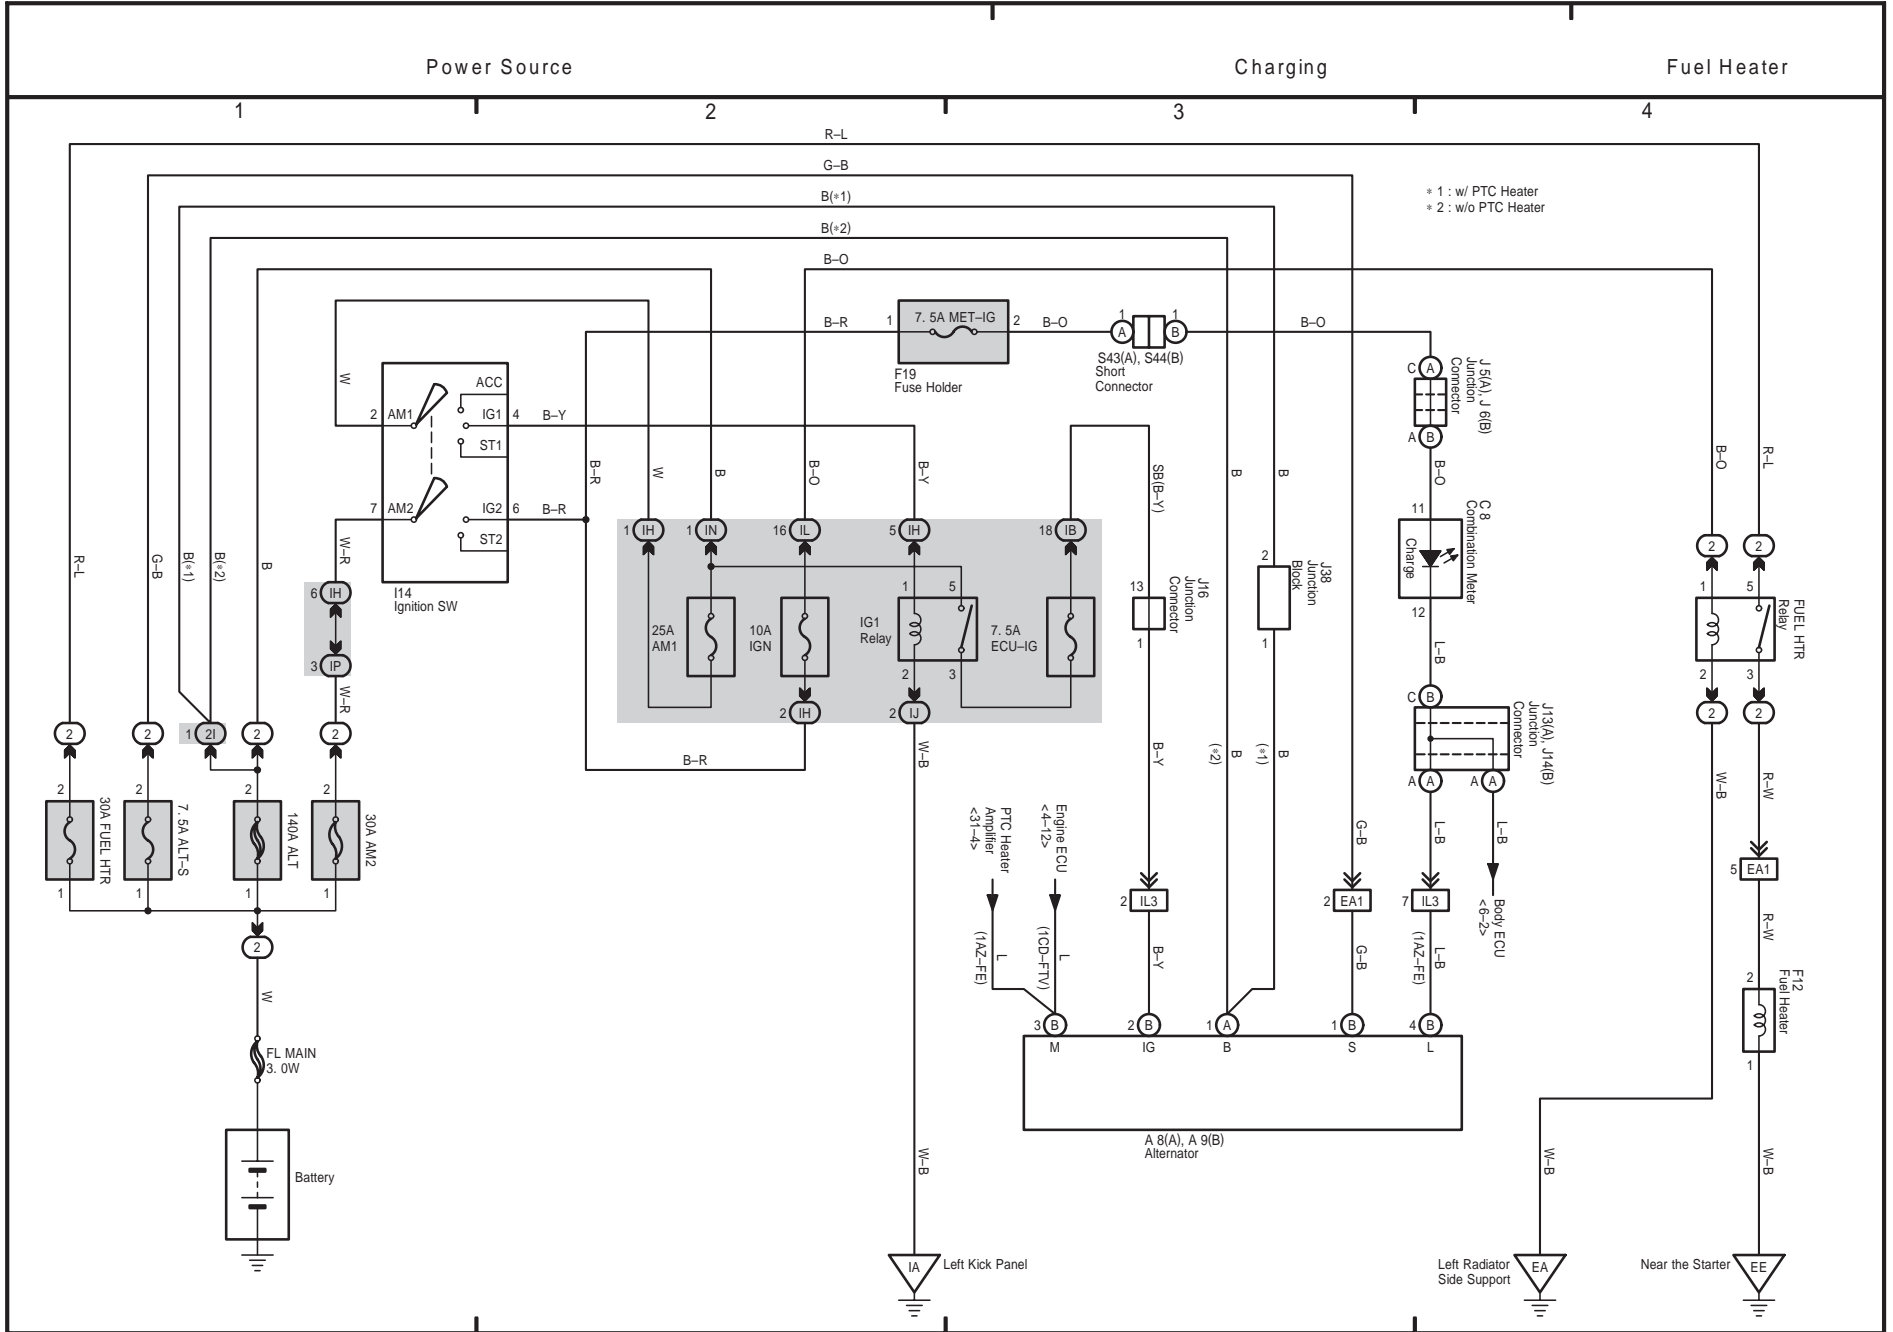 Power Source
Charging
Fuel Heater
1
2
3
4
R–L
G–B
B(*1)
B(*2)
B–O
* 1 : w/ PTC Heater
* 2 : w/o PTC Heater
B–R
1
7. 5A MET–IG
2
B–O
F19
Fuse Holder
1
1
A
B
S43(A), S44(B)
Short
Connector
B–O
C
A
J 5(A), J 6(B)
Junction
Connector
A
B
W
ACC
2
AM1
IG1
4
B–Y
ST1
7
AM2
IG2
6
B–R
ST2
I14
Ignition SW
B–R
W
B
B–O
B–Y
SB(B–Y)
B
B
B–O
B–O
R–L
R–L
G–B
B(*1)
B(*2)
B
W–R
6
IH
3
IP
W–R
1
IH
1
IN
16
IL
5
IH
18
IB
25A
AM1
10A
IGN
IG1
Relay
1
5
2
3
7. 5A
ECU–IG
2
IH
2
IJ
B–R
W–B
13
J16
Junction
Connector
1
2
J38
Junction
Block
1
11
C 8
Combination Meter
Charge
12
L–B
C
B
J13(A), J14(B)
Junction
Connector
A
A
A
A
2
2
1
5
FUEL HTR
Relay
2
3
2
2
2
2
1
2I
2
2
2
2
2
2
30A FUEL HTR
7. 5A ALT–S
140A ALT
30A AM2
1
1
1
1
2
W
FL MAIN
3. 0W
Battery
B–Y
B
(*2)
B
(*1)
PTC Heater
Amplifier
<31–4>
Engine ECU
<4–12>
G–B
L–B
L–B
W–B
R–W
2
IL3
2
EA1
7
IL3
Body ECU
<6–2>
5
EA1
L
(1AZ–FE)
L
(1CD–FTV)
B–Y
G–B
L–B
(1AZ–FE)
R–W
2
F12
Fuel Heater
1
3
B
2
B
1
A
1
B
4
B
M
IG
B
S
L
A 8(A), A 9(B)
Alternator
W–B
W–B
W–B
IA
Left Kick Panel
Left Radiator
Side Support
EA
Near the Starter
EE